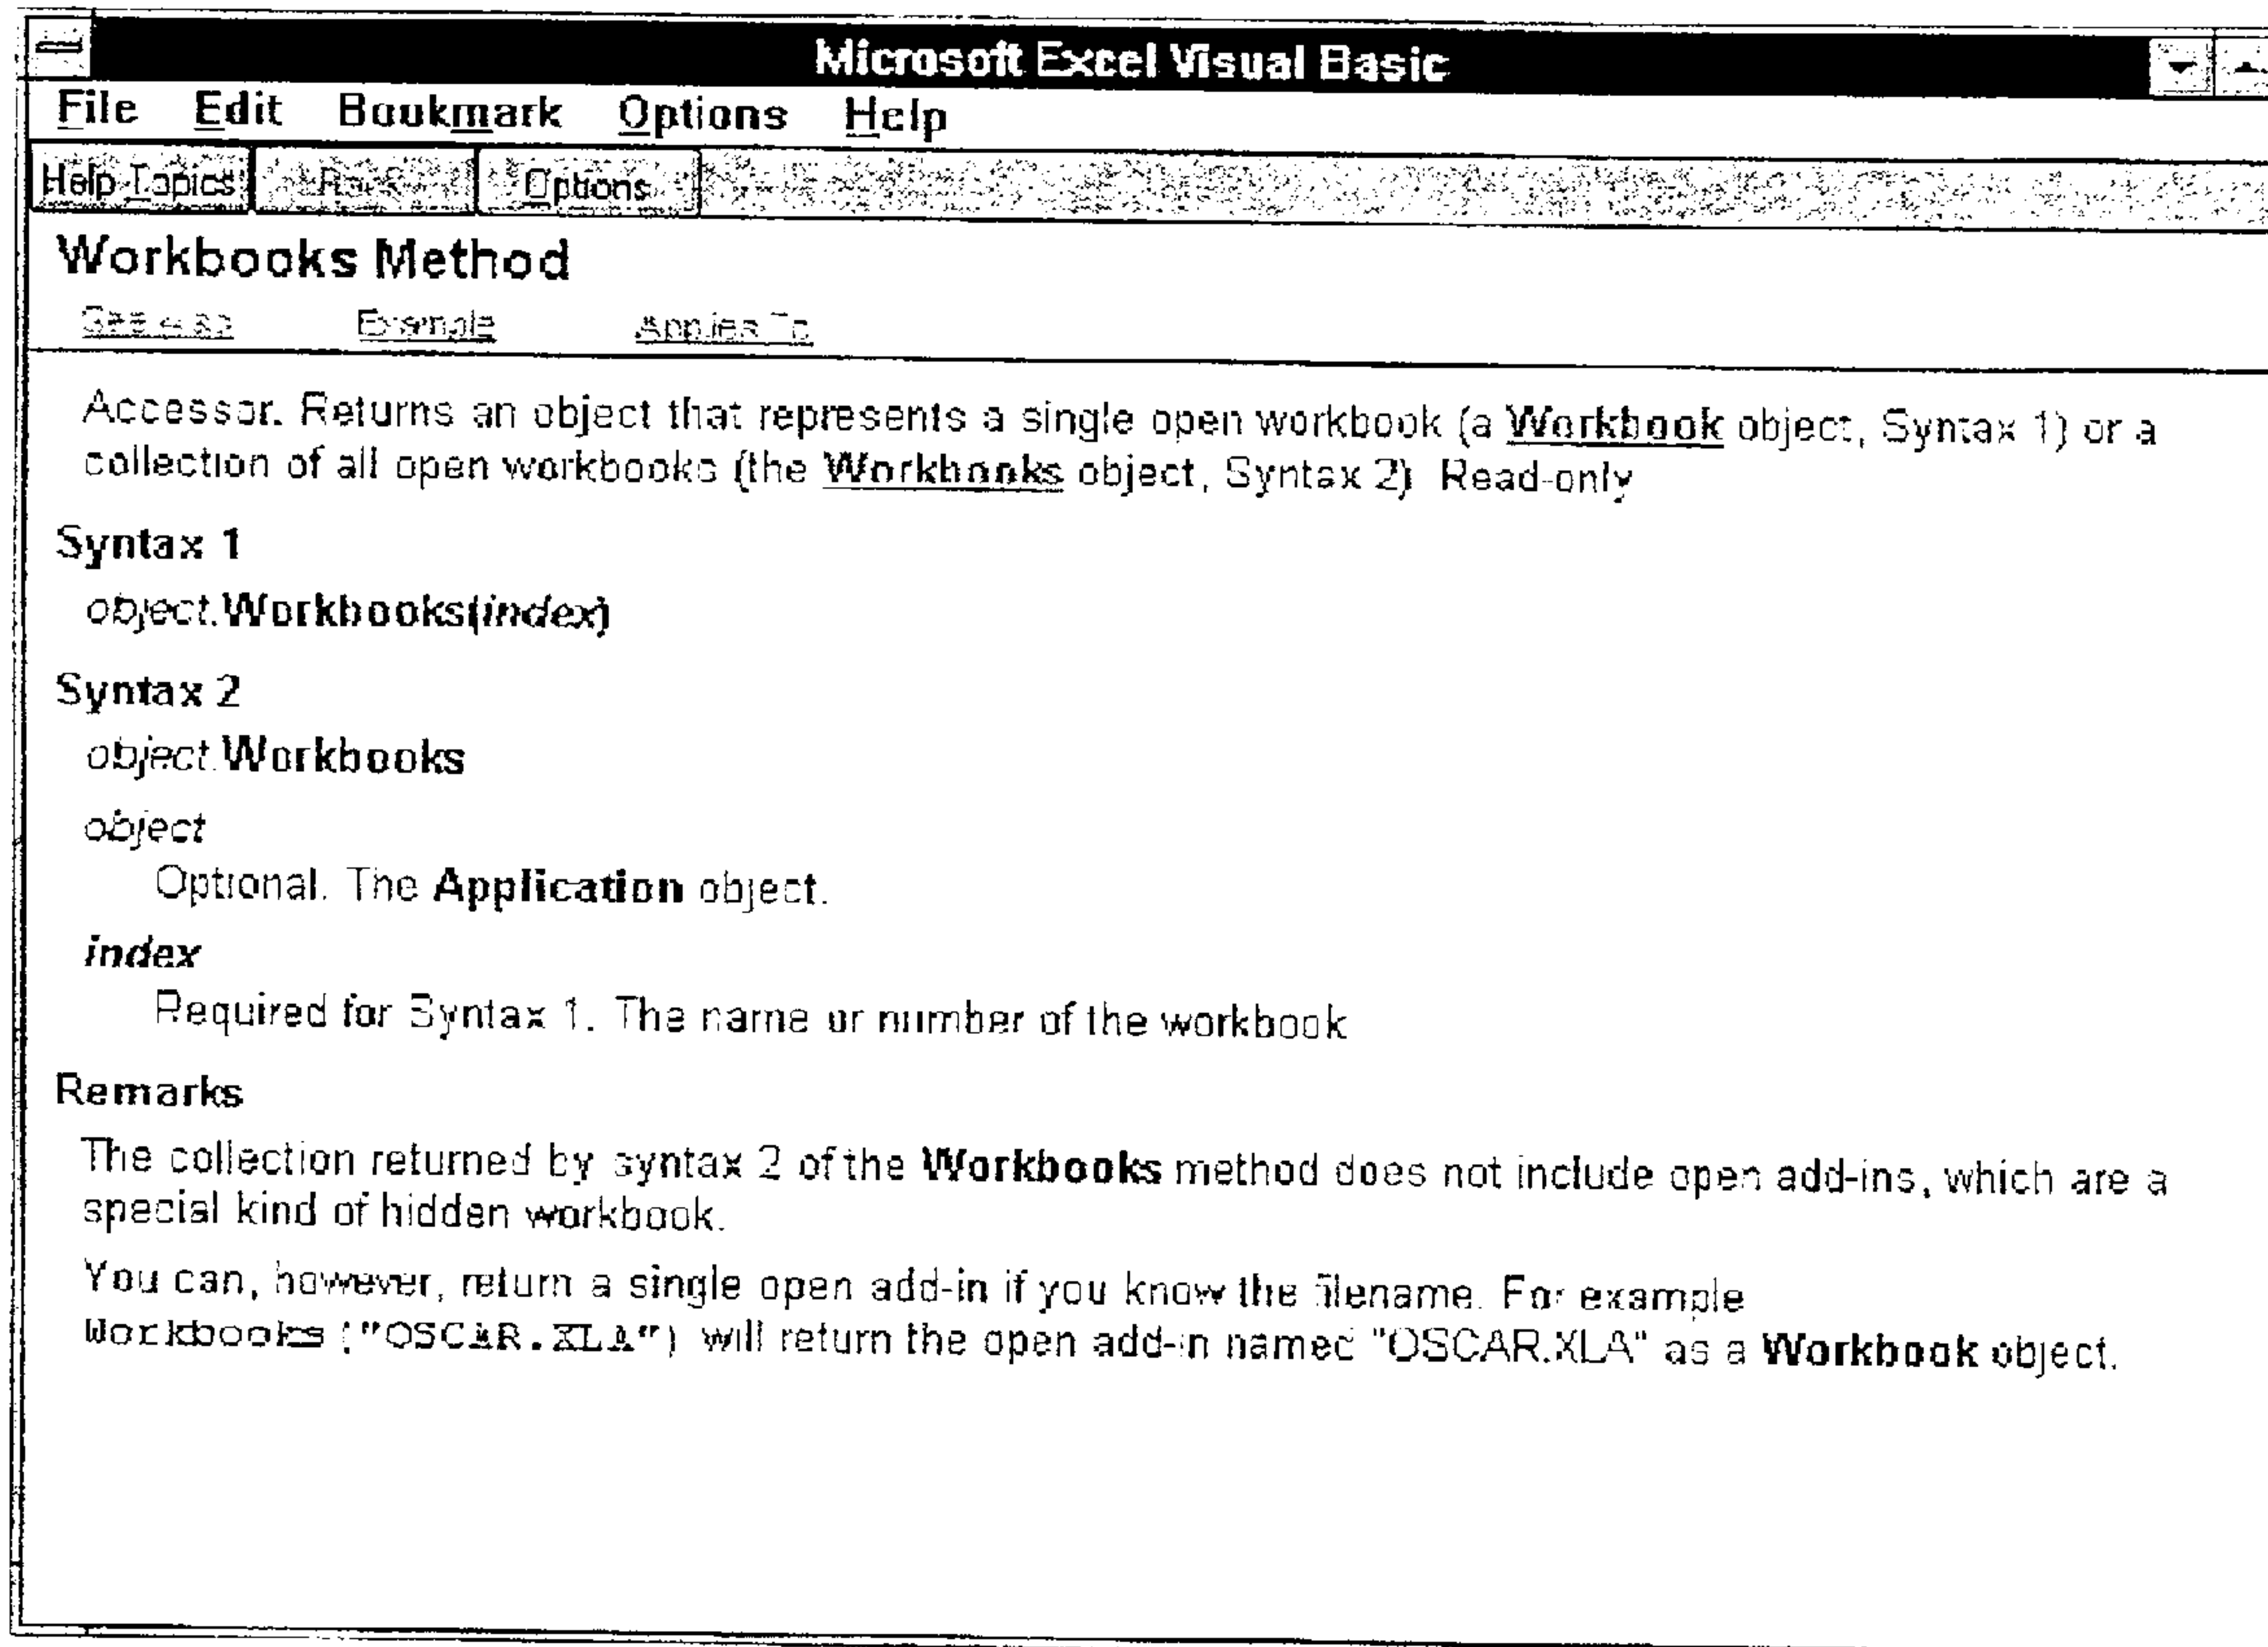 Microsoft Excel Visual Basic
File Edit Bookmark Options Help
Help Topics Back Options
Workbooks Method
See Also Example Applies To
Accessor. Returns an object that represents a single open workbook (a Workbook object, Syntax 1) or a
collection of all open workbooks (the Workbooks object, Syntax 2) Read-only
Syntax 1
object.Workbooks(index)
Syntax 2
object.Workbooks
object
Optional. The Application object.
index
Required for Syntax 1. The name or number of the workbook
Remarks
The collection returned by syntax 2 of the Workbooks method does not include open add-ins, which are a
special kind of hidden workbook.
You can, however, return a single open add-in if you know the filename. For example
Workbooks("OSCAR.XLA") will return the open add-in named "OSCAR.XLA" as a Workbook object.